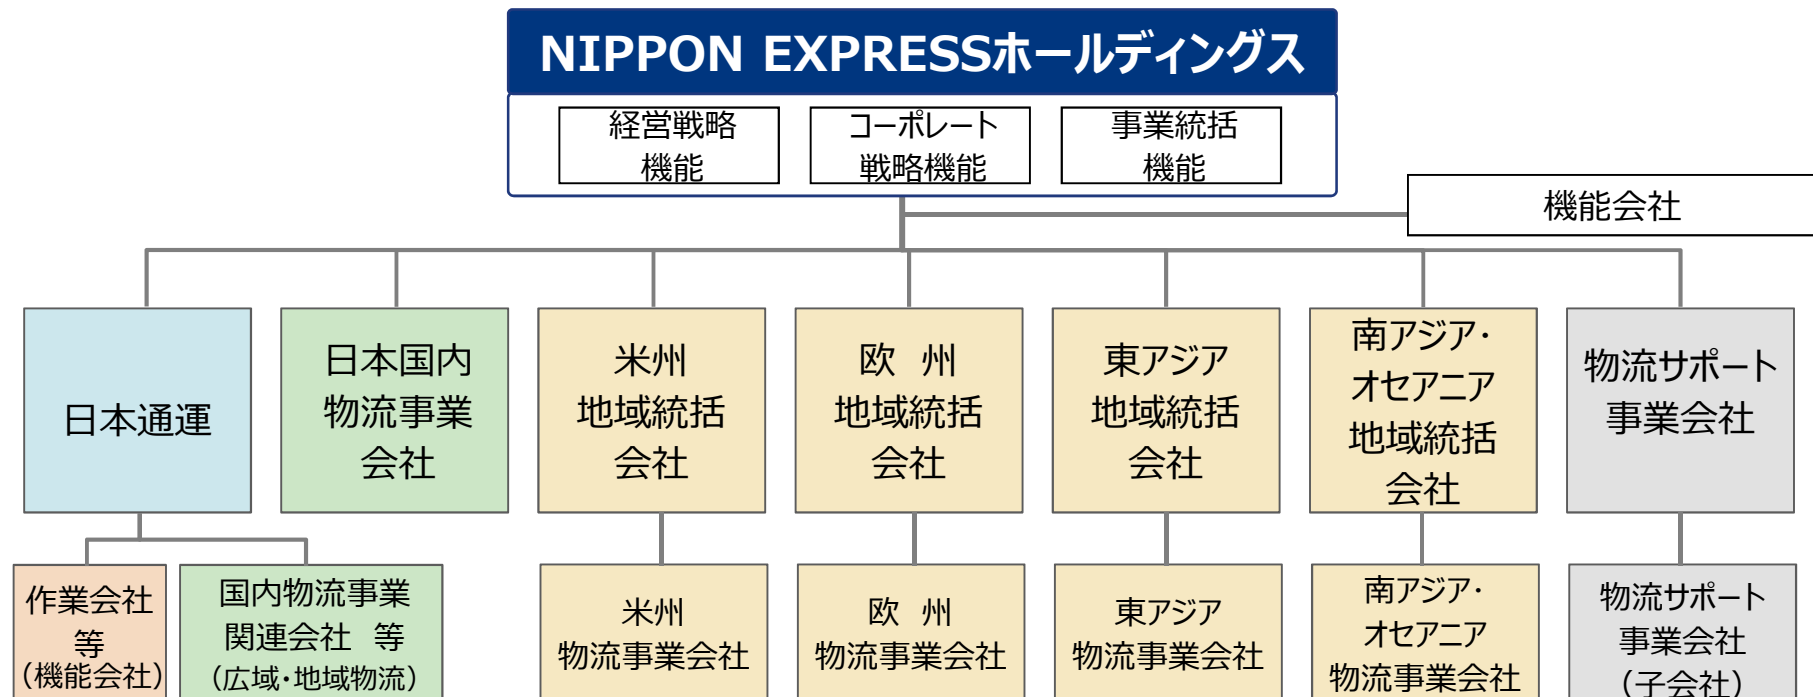 NIPPON EXPRESSホールディングス
経営戦略
機能
コーポレート
戦略機能
事業統括
機能
機能会社
日本通運
日本国内
物流事業
会社
米州
地域統括
会社
欧　州
地域統括
会社
東アジア
地域統括
会社
南アジア・
オセアニア
地域統括
会社
物流サポート
事業会社
作業会社
等
（機能会社）
国内物流事業
関連会社　等
（広域・地域物流）
米州
物流事業会社
欧　州
物流事業会社
東アジア
物流事業会社
南アジア・
オセアニア
物流事業会社
物流サポート
事業会社
（子会社）